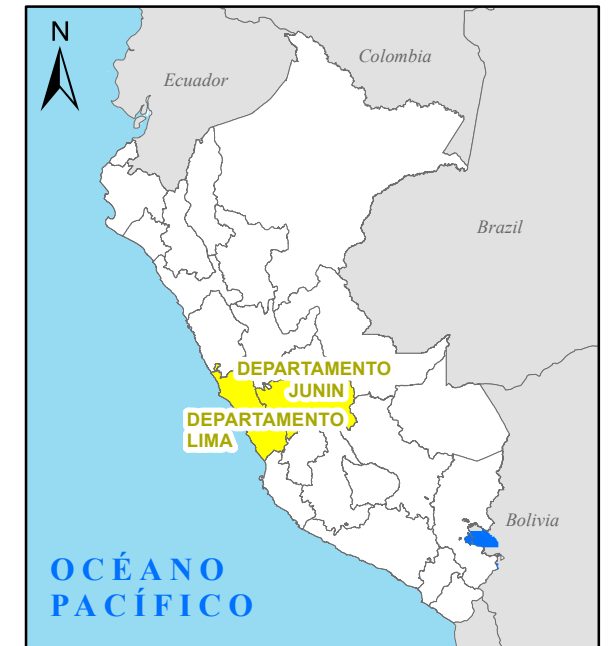 N
Colombia
Ecuador
Brazil
DEPARTAMENTO
JUNIN
DEPARTAMENTO
LIMA
Bolivia
OCÉANO
PACÍFICO